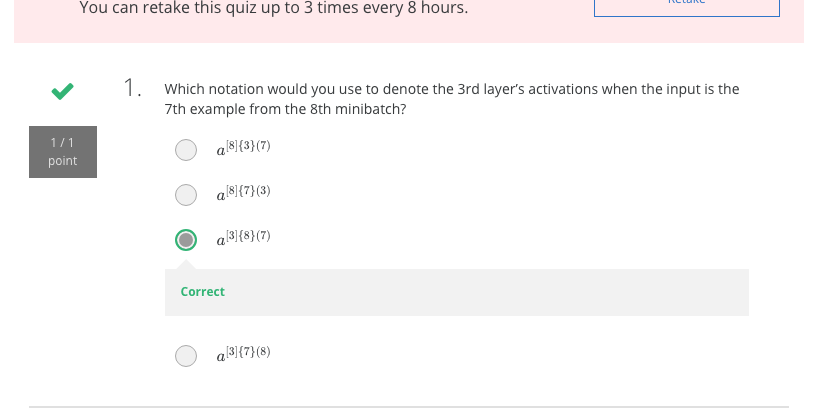 You can retake this quiz up to 3 times every 8 hours.
Retake
1.
Which notation would you use to denote the 3rd layer’s activations when the input is the
7th example from the 8th minibatch?
1 / 1
point
a^[8]{3}(7)
a^[8]{7}(3)
a^[3]{8}(7)
Correct
a^[3]{7}(8)